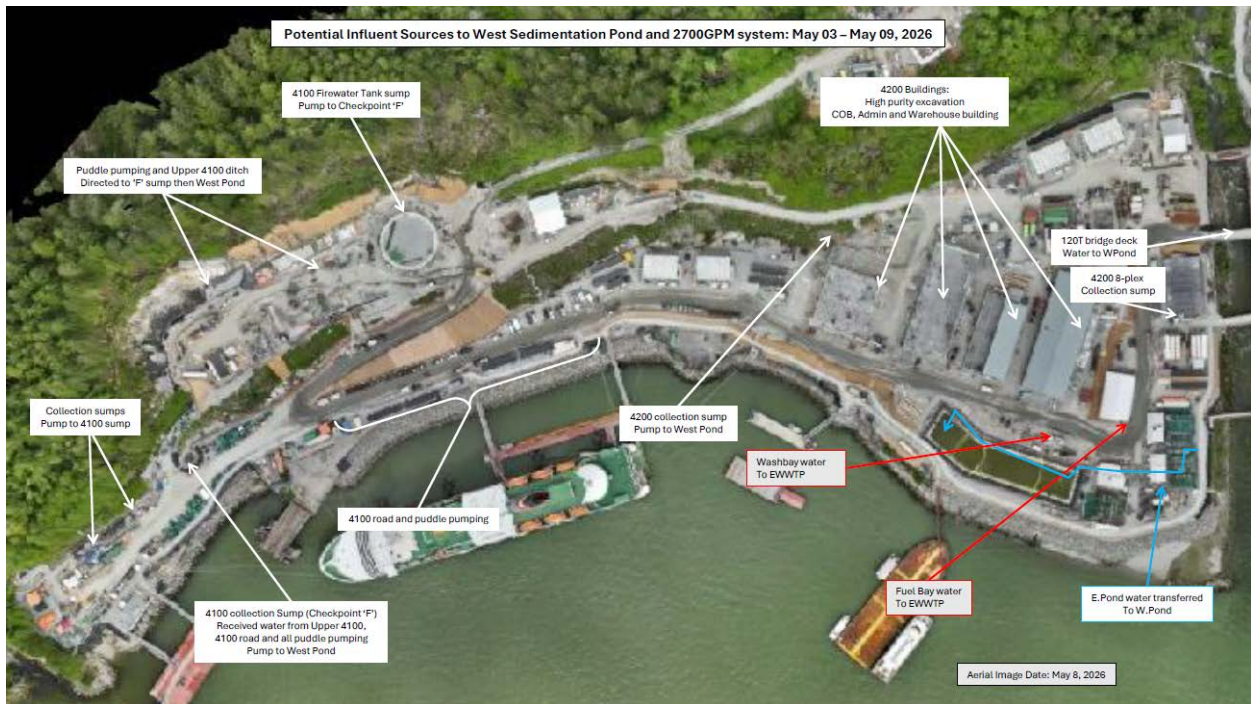 Potential Influent Sources to West Sedimentation Pond and 2700GPM system: May 03 – May 09, 2026
4100 Firewater Tank sump
Pump to Checkpoint ‘F’
4200 Buildings:
High purity excavation
COB, Admin and Warehouse building
Puddle pumping and Upper 4100 ditch
Directed to ‘F’ sump then West Pond
120T bridge deck
Water to WPond
4200 8-plex
Collection sump
Collection sumps
Pump to 4100 sump
4200 collection sump
Pump to West Pond
Washbay water
To EWWTP
4100 road and puddle pumping
4100 collection Sump (Checkpoint ‘F’)
Received water from Upper 4100,
4100 road and all puddle pumping
Pump to West Pond
Fuel Bay water
To EWWTP
E.Pond water transferred
To W.Pond
Aerial Image Date: May 8, 2026